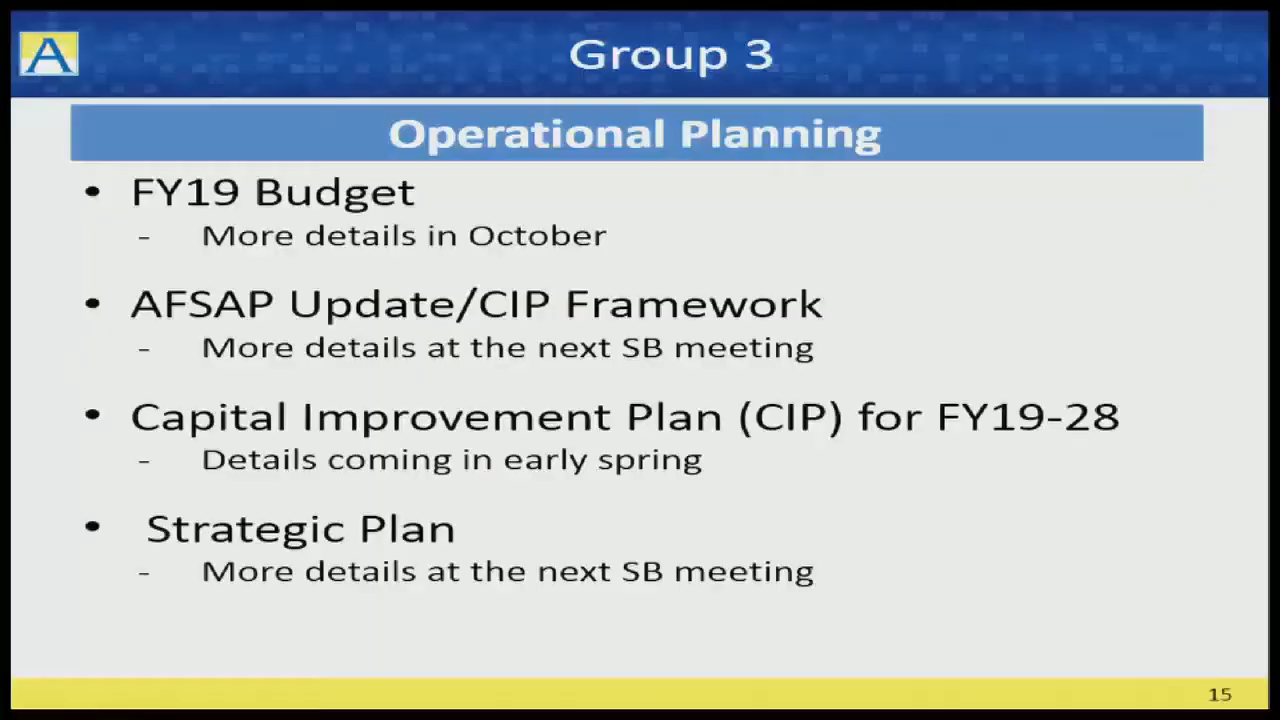 A
Group 3
Operational Planning
• FY19 Budget
- More details in October
• AFSAP Update/CIP Framework
- More details at the next SB meeting
• Capital Improvement Plan (CIP) for FY19-28
- Details coming in early spring
• Strategic Plan
- More details at the next SB meeting
15